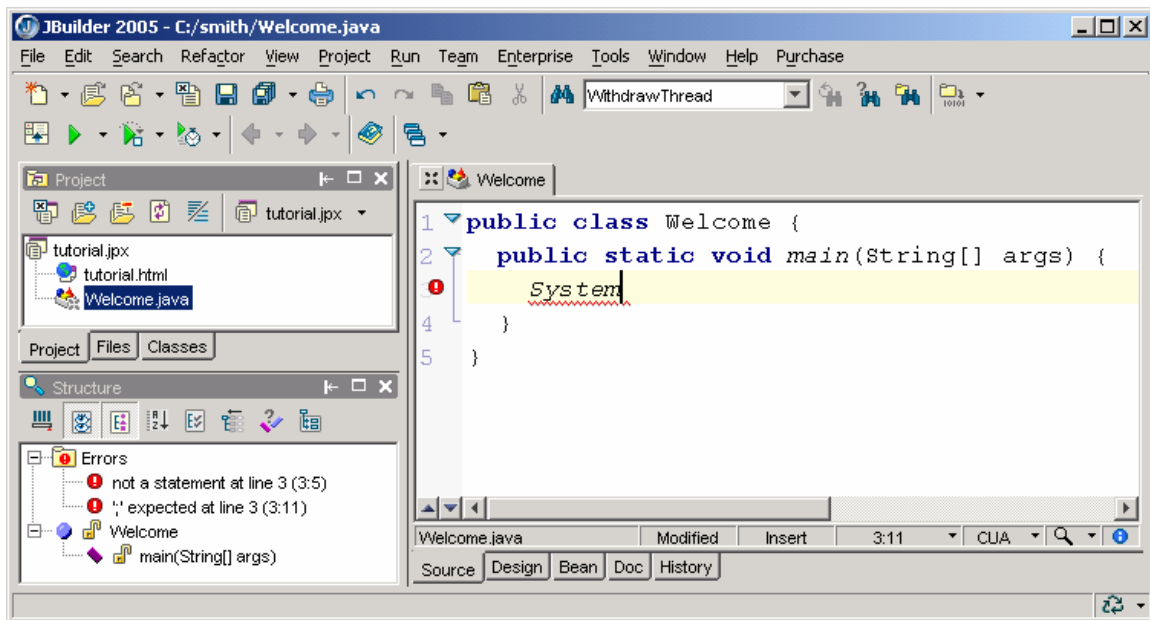 JBuilder 2005 - C:/smith/Welcome.java
File Edit Search Refactor View Project Run Team Enterprise Tools Window Help Purchase
WithdrawThread
Project
tutorial.jpx
tutorial.jpx
tutorial.html
Welcome.java
Project Files Classes
Structure
Errors
not a statement at line 3 (3:5)
';' expected at line 3 (3:11)
Welcome
main(String[] args)
Welcome
1 public class Welcome {
2 public static void main(String[] args) {
System
4 }
5 }
Welcome.java Modified Insert 3:11 CUA
Source Design Bean Doc History